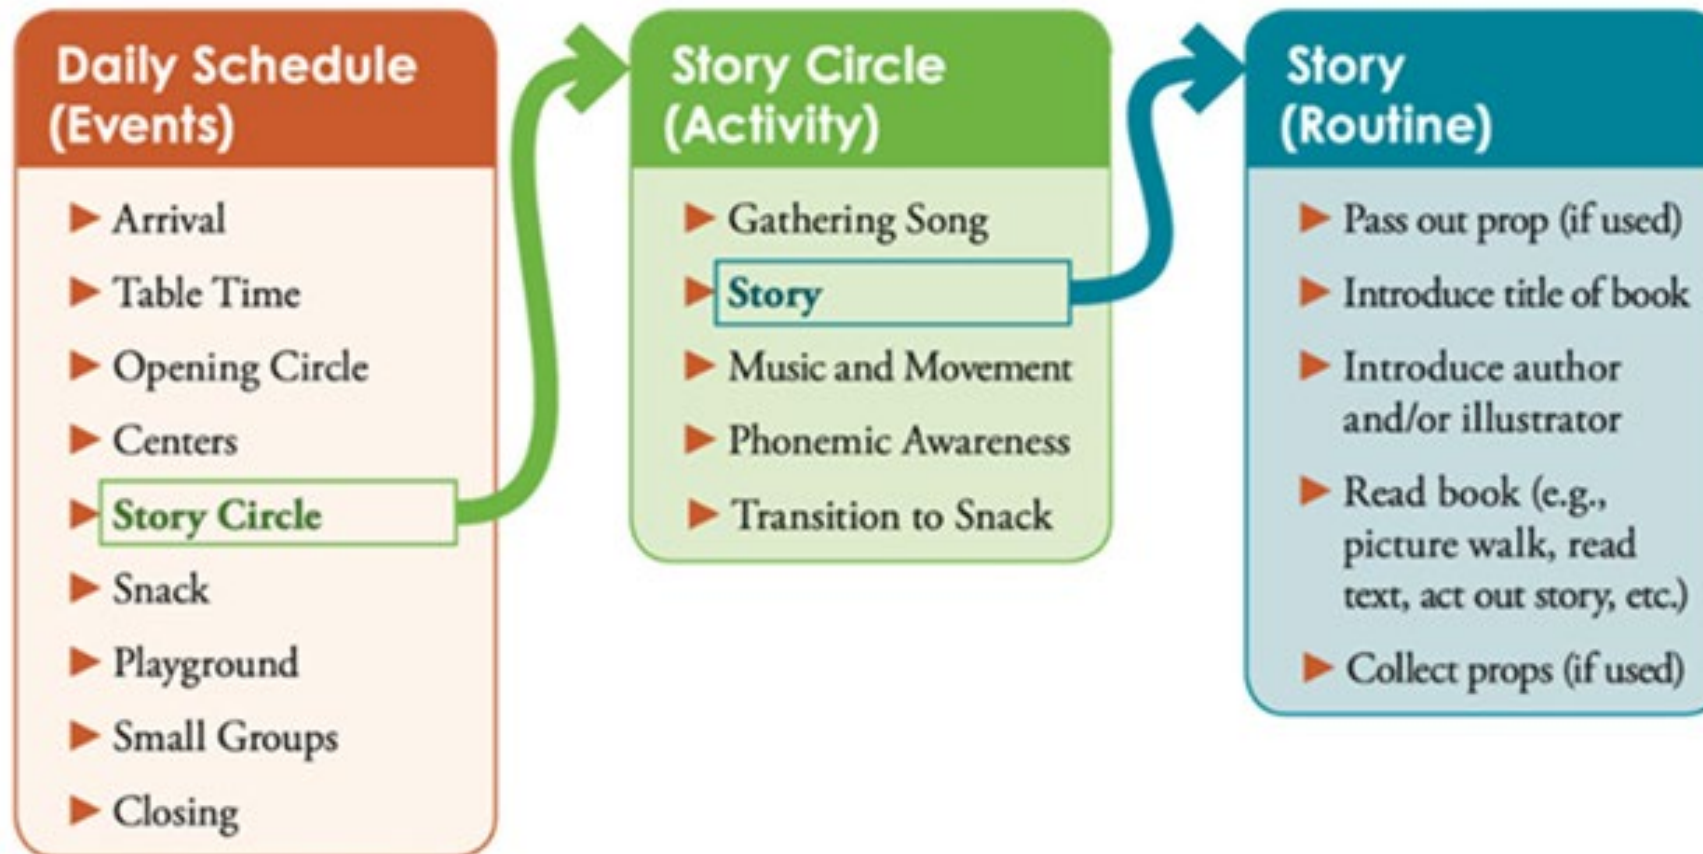 Daily Schedule
(Events)
Arrival
Table Time
Opening Circle
Centers
Story Circle
Snack
Playground
Small Groups
Closing
Story Circle
(Activity)
Gathering Song
Story
Music and Movement
Phonemic Awareness
Transition to Snack
Story
(Routine)
Pass out prop (if used)
Introduce title of book
Introduce author
and/or illustrator
Read book (e.g.,
picture walk, read
text, act out story, etc.)
Collect props (if used)